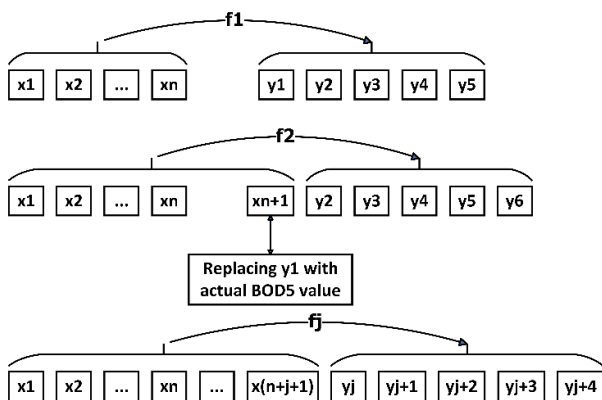 f1
x1 x2 ... xn y1 y2 y3 y4 y5
f2
x1 x2 ... xn xn+1 y2 y3 y4 y5 y6
Replacing y1 with
actual BOD5 value
fj
x1 x2 ... xn ... x(n+j+1) yj yj+1 yj+2 yj+3 yj+4